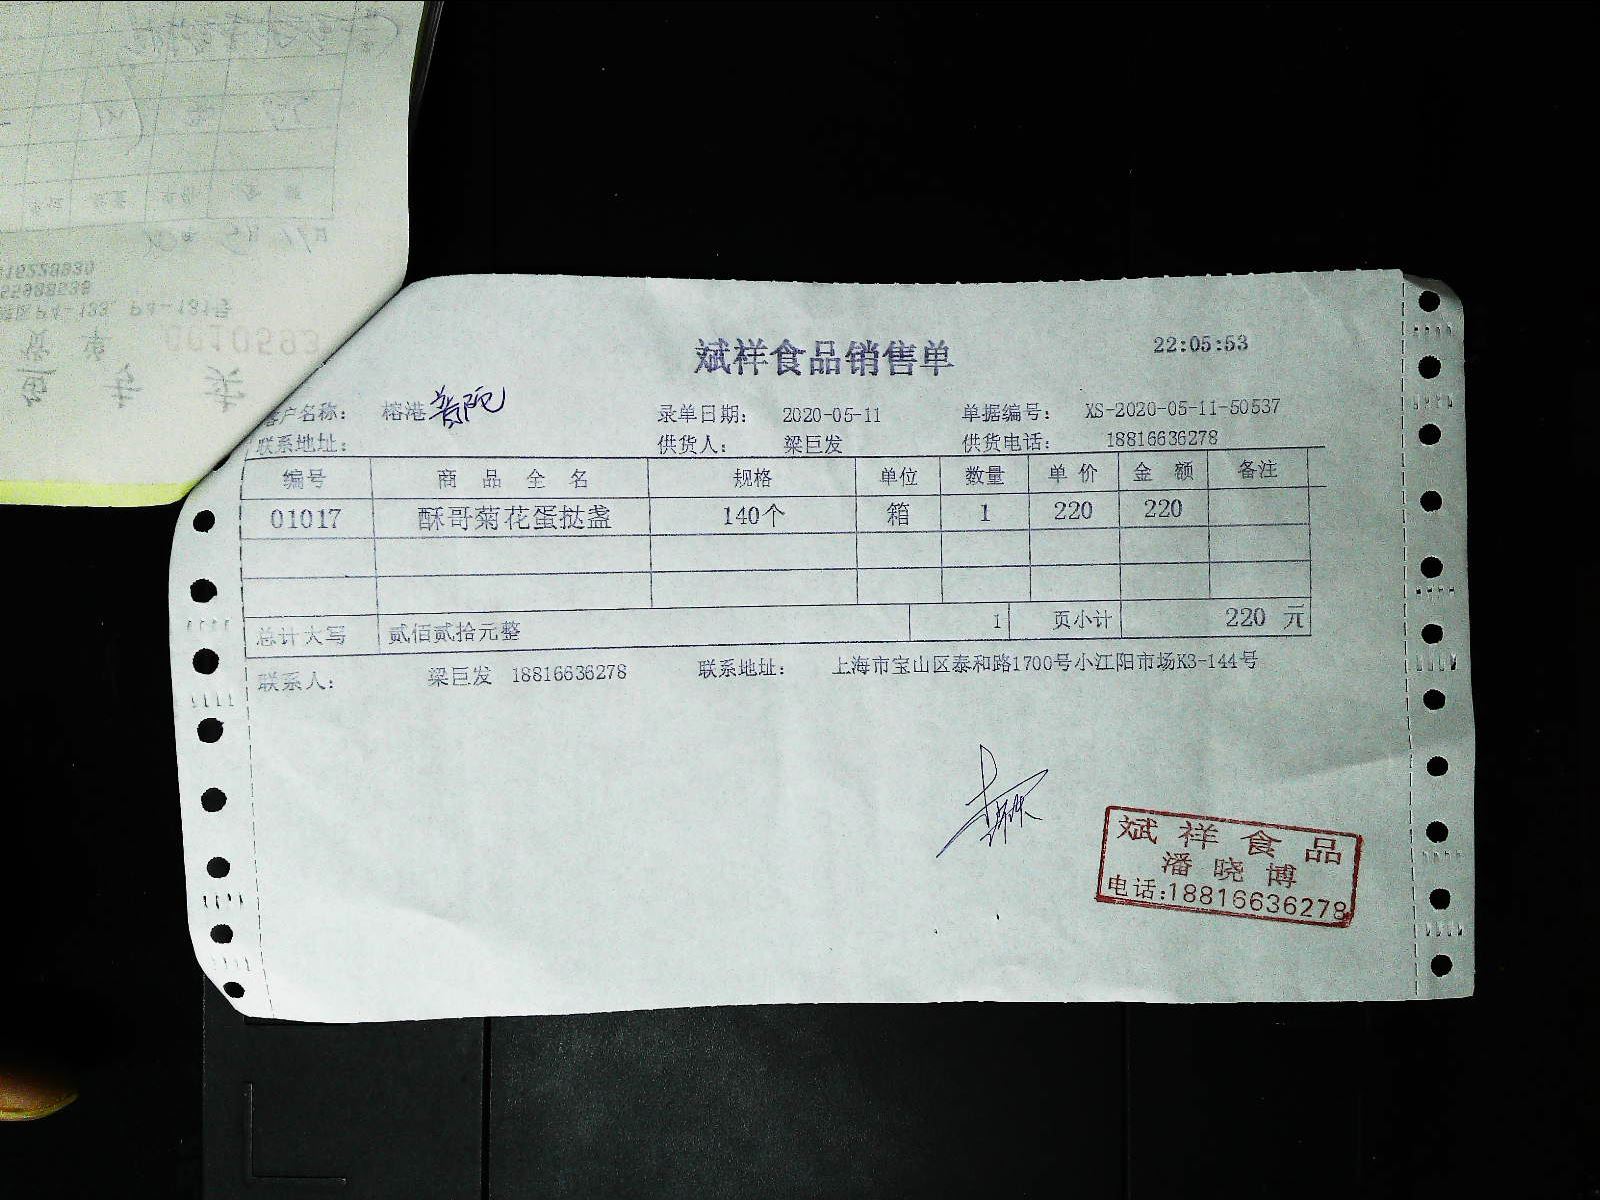 斌祥食品销售单
22:05:53
客户名称： 榕港 普陀 录单日期： 2020-05-11 单据编号： XS-2020-05-11-50537
联系地址： 供货人： 梁巨发 供货电话： 18816636278
编号 商品全名 规格 单位 数量 单价 金额 备注
01017 酥哥菊花蛋挞盏 140个 箱 1 220 220
总计大写 贰佰贰拾元整 1 页小计 220 元
联系人： 梁巨发 18816636278 联系地址： 上海市宝山区泰和路1700号小江阳市场K3-144号
斌祥食品
潘晓博
电话:18816636278